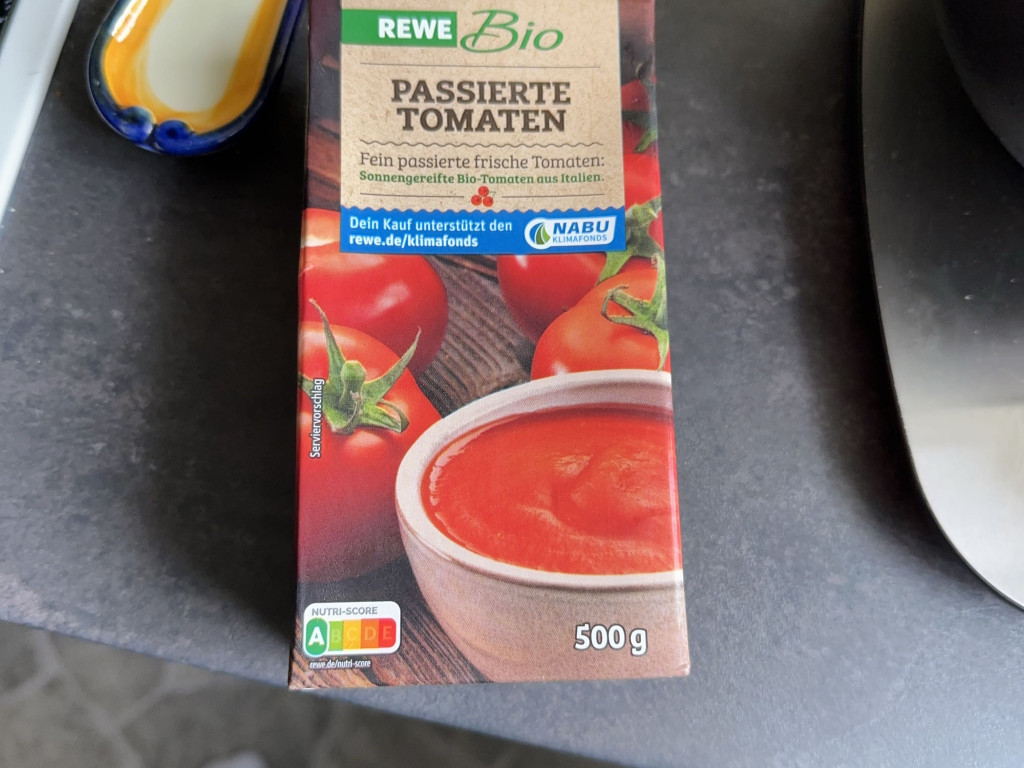 REWE Bio
PASSIERTE
TOMATEN
Fein passierte frische Tomaten:
Sonnengereifte Bio-Tomaten aus Italien.
Dein Kauf unterstützt den
rewe.de/klimafonds
NABU
KLIMAFONDS
Serviervorschlag
NUTRI-SCORE
A B C D E
rewe.de/nutri-score
500 g